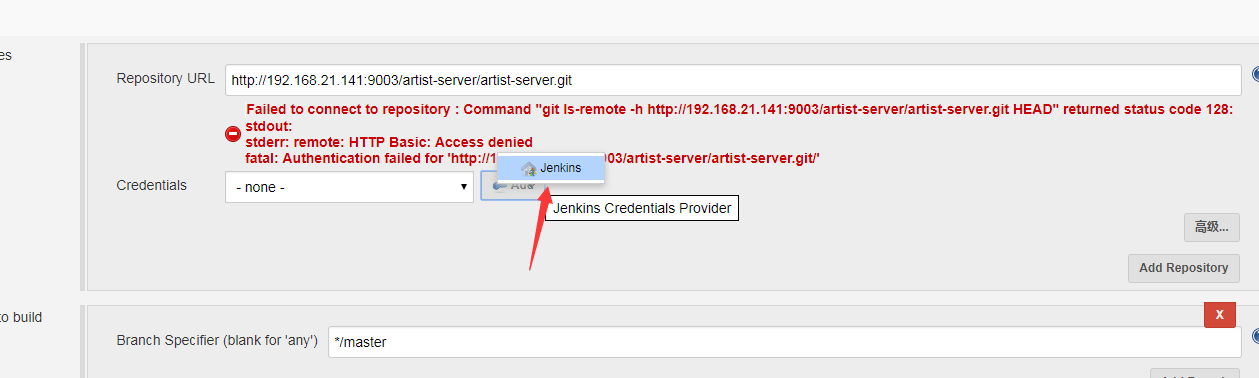 es
Repository URL
http://192.168.21.141:9003/artist-server/artist-server.git
Failed to connect to repository : Command "git ls-remote -h http://192.168.21.141:9003/artist-server/artist-server.git HEAD" returned status code 128:
stdout:
stderr: remote: HTTP Basic: Access denied
fatal: Authentication failed for 'http://1 03/artist-server/artist-server.git/'
Jenkins
Credentials
- none -
Add
Jenkins Credentials Provider
高级...
Add Repository
to build
X
Branch Specifier (blank for 'any')
*/master